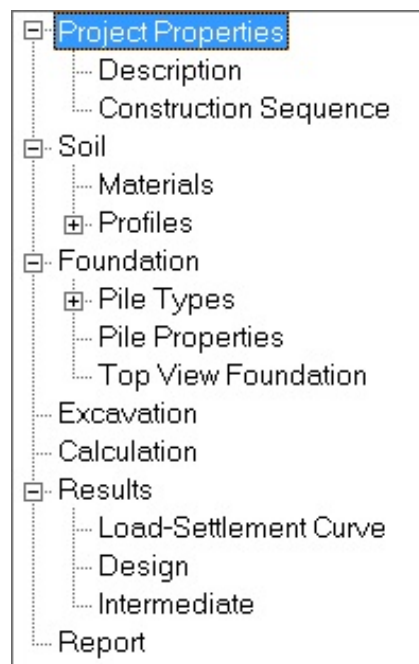 Project Properties
Description
Construction Sequence
Soil
Materials
Profiles
Foundation
Pile Types
Pile Properties
Top View Foundation
Excavation
Calculation
Results
Load-Settlement Curve
Design
Intermediate
Report